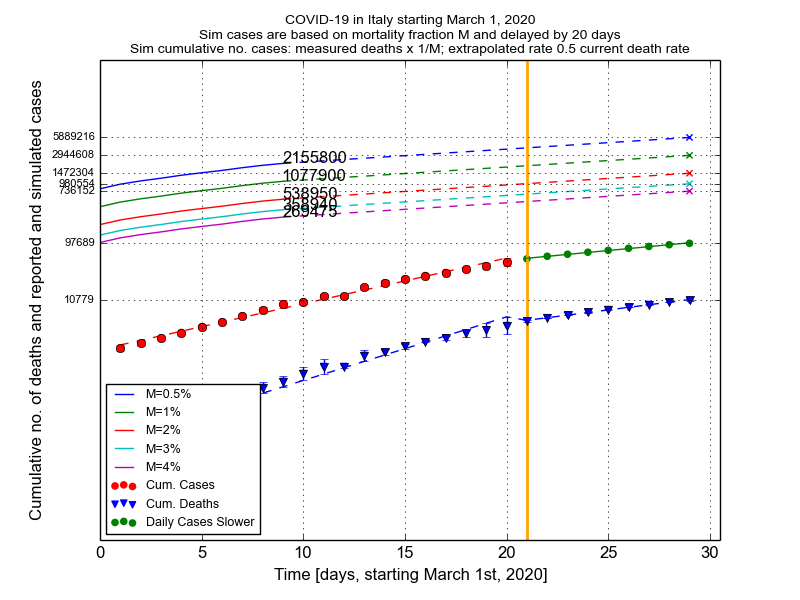 COVID-19 in Italy starting March 1, 2020
Sim cases are based on mortality fraction M and delayed by 20 days
Sim cumulative no. cases: measured deaths x 1/M; extrapolated rate 0.5 current death rate
Cumulative no. of deaths and reported and simulated cases
5889216
2944608
1472304
980554
736152
97689
10779
2155800
1077900
538950
358940
269475
M=0.5%
M=1%
M=2%
M=3%
M=4%
Cum. Cases
Cum. Deaths
Daily Cases Slower
0 5 10 15 20 25 30
Time [days, starting March 1st, 2020]